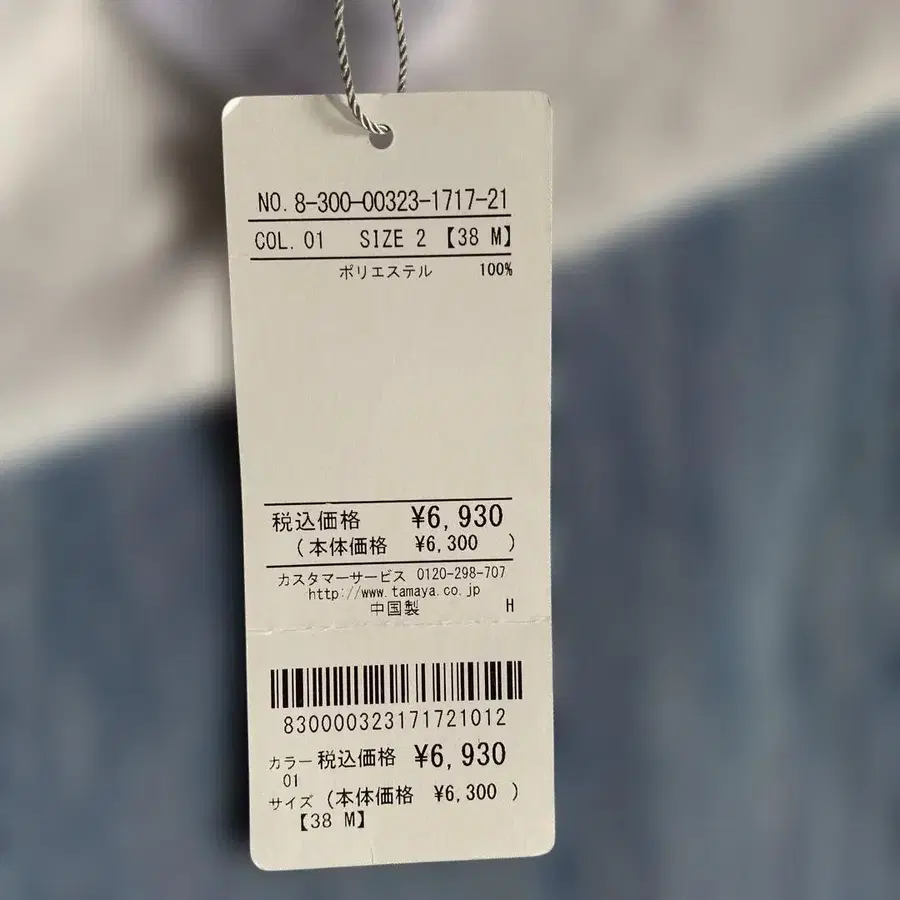 NO. 8-300-00323-1717-21
COL. 01 SIZE 2 【38 M】
ポリエステル 100%
税込価格 ¥6,930
(本体価格 ¥6,300 )
カスタマーサービス 0120-298-707
http://www.tamaya.co.jp
中国製 H
830000323171721012
カラー 税込価格 ¥6,930
01
サイズ (本体価格 ¥6,300 )
【38 M】